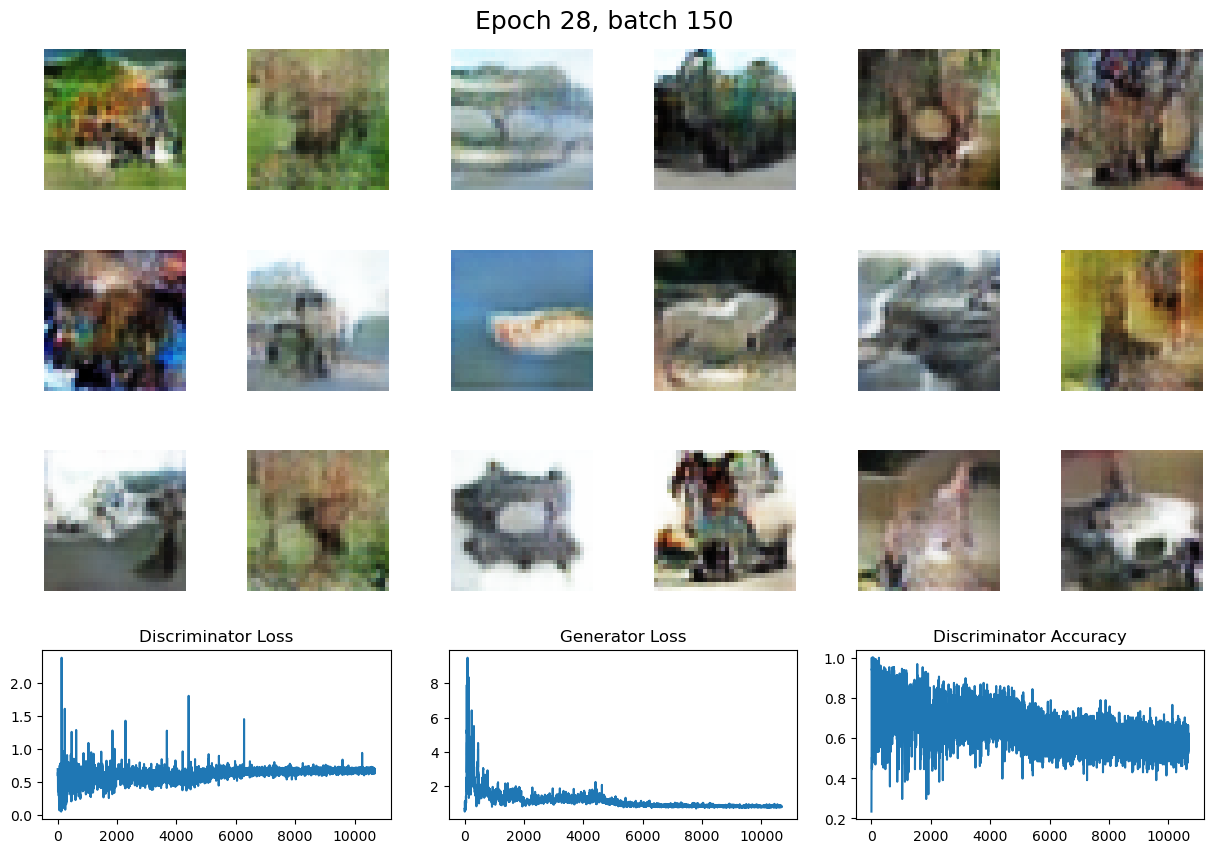 Epoch 28, batch 150
Discriminator Loss
Generator Loss
Discriminator Accuracy
2.0
1.5
1.0
0.5
0.0
0 2000 4000 6000 8000 10000
8
6
4
2
0 2000 4000 6000 8000 10000
1.0
0.8
0.6
0.4
0.2
0 2000 4000 6000 8000 10000